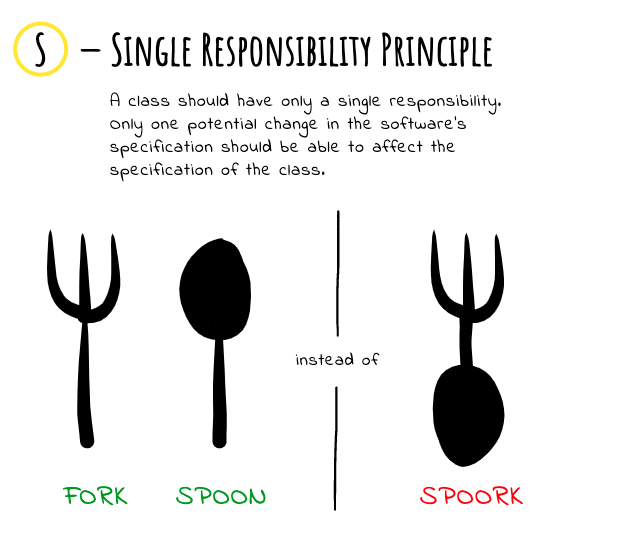 S – SINGLE RESPONSIBILITY PRINCIPLE
A class should have only a single responsibility.
Only one potential change in the software's
specification should be able to affect the
specification of the class.
instead of
FORK SPOON SPOORK